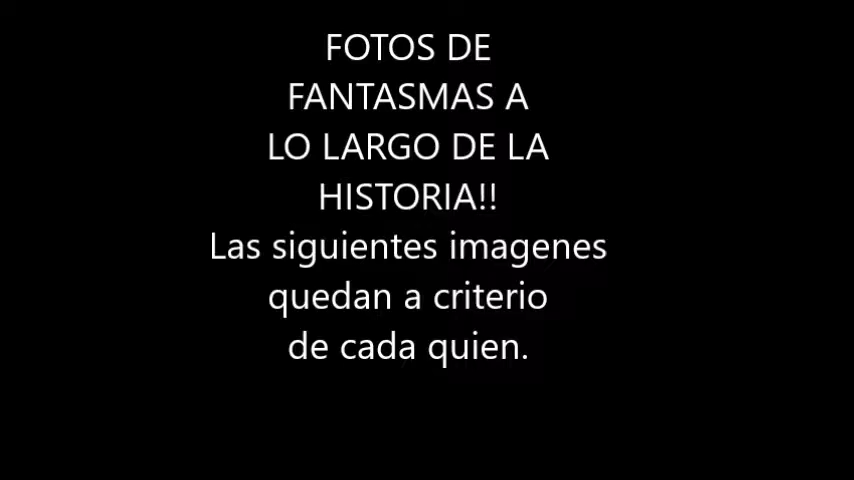 FOTOS DE
FANTASMAS A
LO LARGO DE LA
HISTORIA!!
Las siguientes imagenes
quedan a criterio
de cada quien.